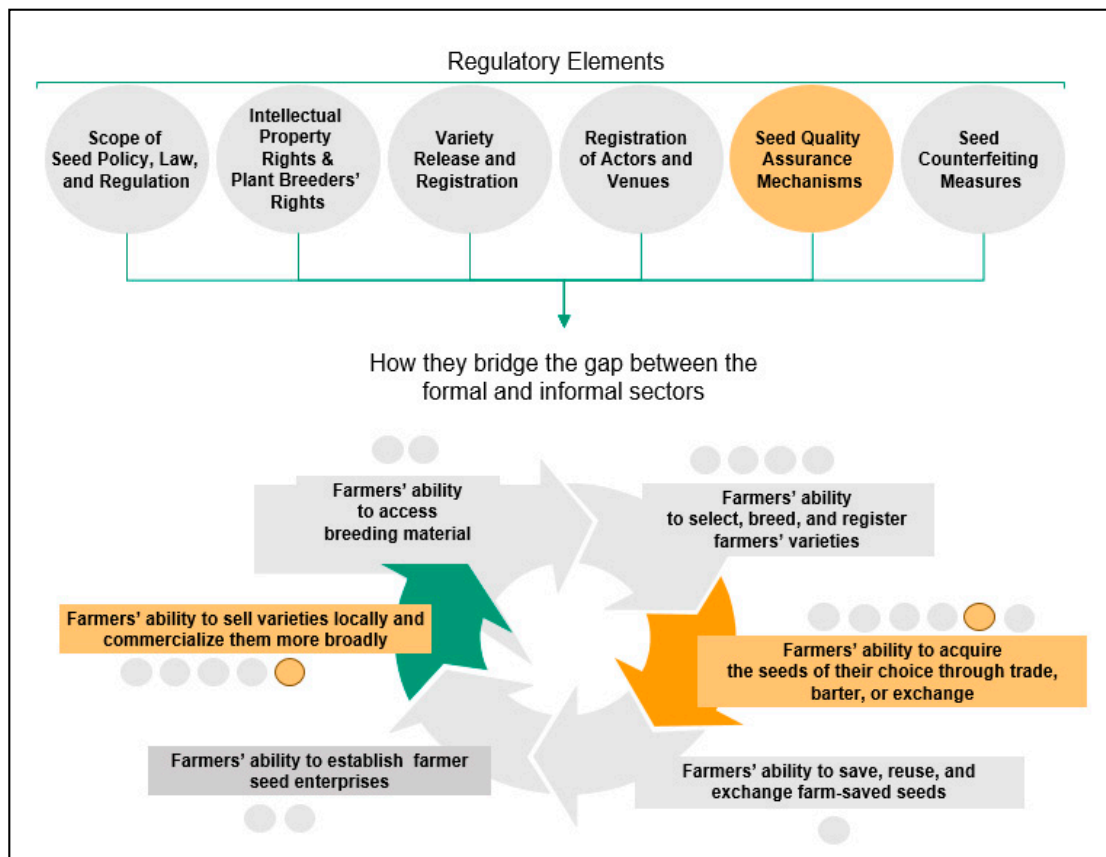 Regulatory Elements
Scope of
Seed Policy, Law,
and Regulation
Intellectual
Property
Rights &
Plant Breeders'
Rights
Variety
Release and
Registration
Registration
of Actors and
Venues
Seed Quality
Assurance
Mechanisms
Seed
Counterfeiting
Measures
How they bridge the gap between the
formal and informal sectors
Farmers' ability
to access
breeding material
Farmers' ability
to select, breed, and register
farmers' varieties
Farmers' ability to sell varieties locally and
commercialize them more broadly
Farmers' ability to acquire
the seeds of their choice through trade,
barter, or exchange
Farmers' ability to establish farmer
seed enterprises
Farmers' ability to save, reuse, and
exchange farm-saved seeds